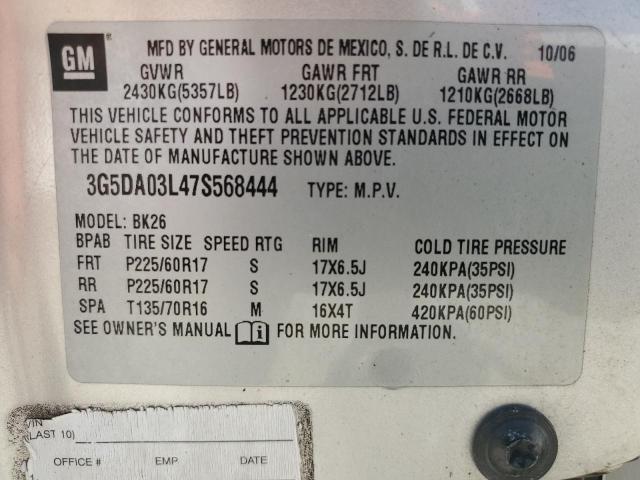 GM
MFD BY GENERAL MOTORS DE MEXICO, S. DE R.L. DE C.V. 10/06
GVWR GAWR FRT GAWR RR
2430KG(5357LB) 1230KG(2712LB) 1210KG(2668LB)
THIS VEHICLE CONFORMS TO ALL APPLICABLE U.S. FEDERAL MOTOR
VEHICLE SAFETY AND THEFT PREVENTION STANDARDS IN EFFECT ON
THE DATE OF MANUFACTURE SHOWN ABOVE.
3G5DA03L47S568444 TYPE: M.P.V.
MODEL: BK26
BPAB TIRE SIZE SPEED RTG RIM COLD TIRE PRESSURE
FRT P225/60R17 S 17X6.5J 240KPA(35PSI)
RR P225/60R17 S 17X6.5J 240KPA(35PSI)
SPA T135/70R16 M 16X4T 420KPA(60PSI)
SEE OWNER'S MANUAL FOR MORE INFORMATION.
VIN
(LAST 10)
OFFICE # EMP DATE